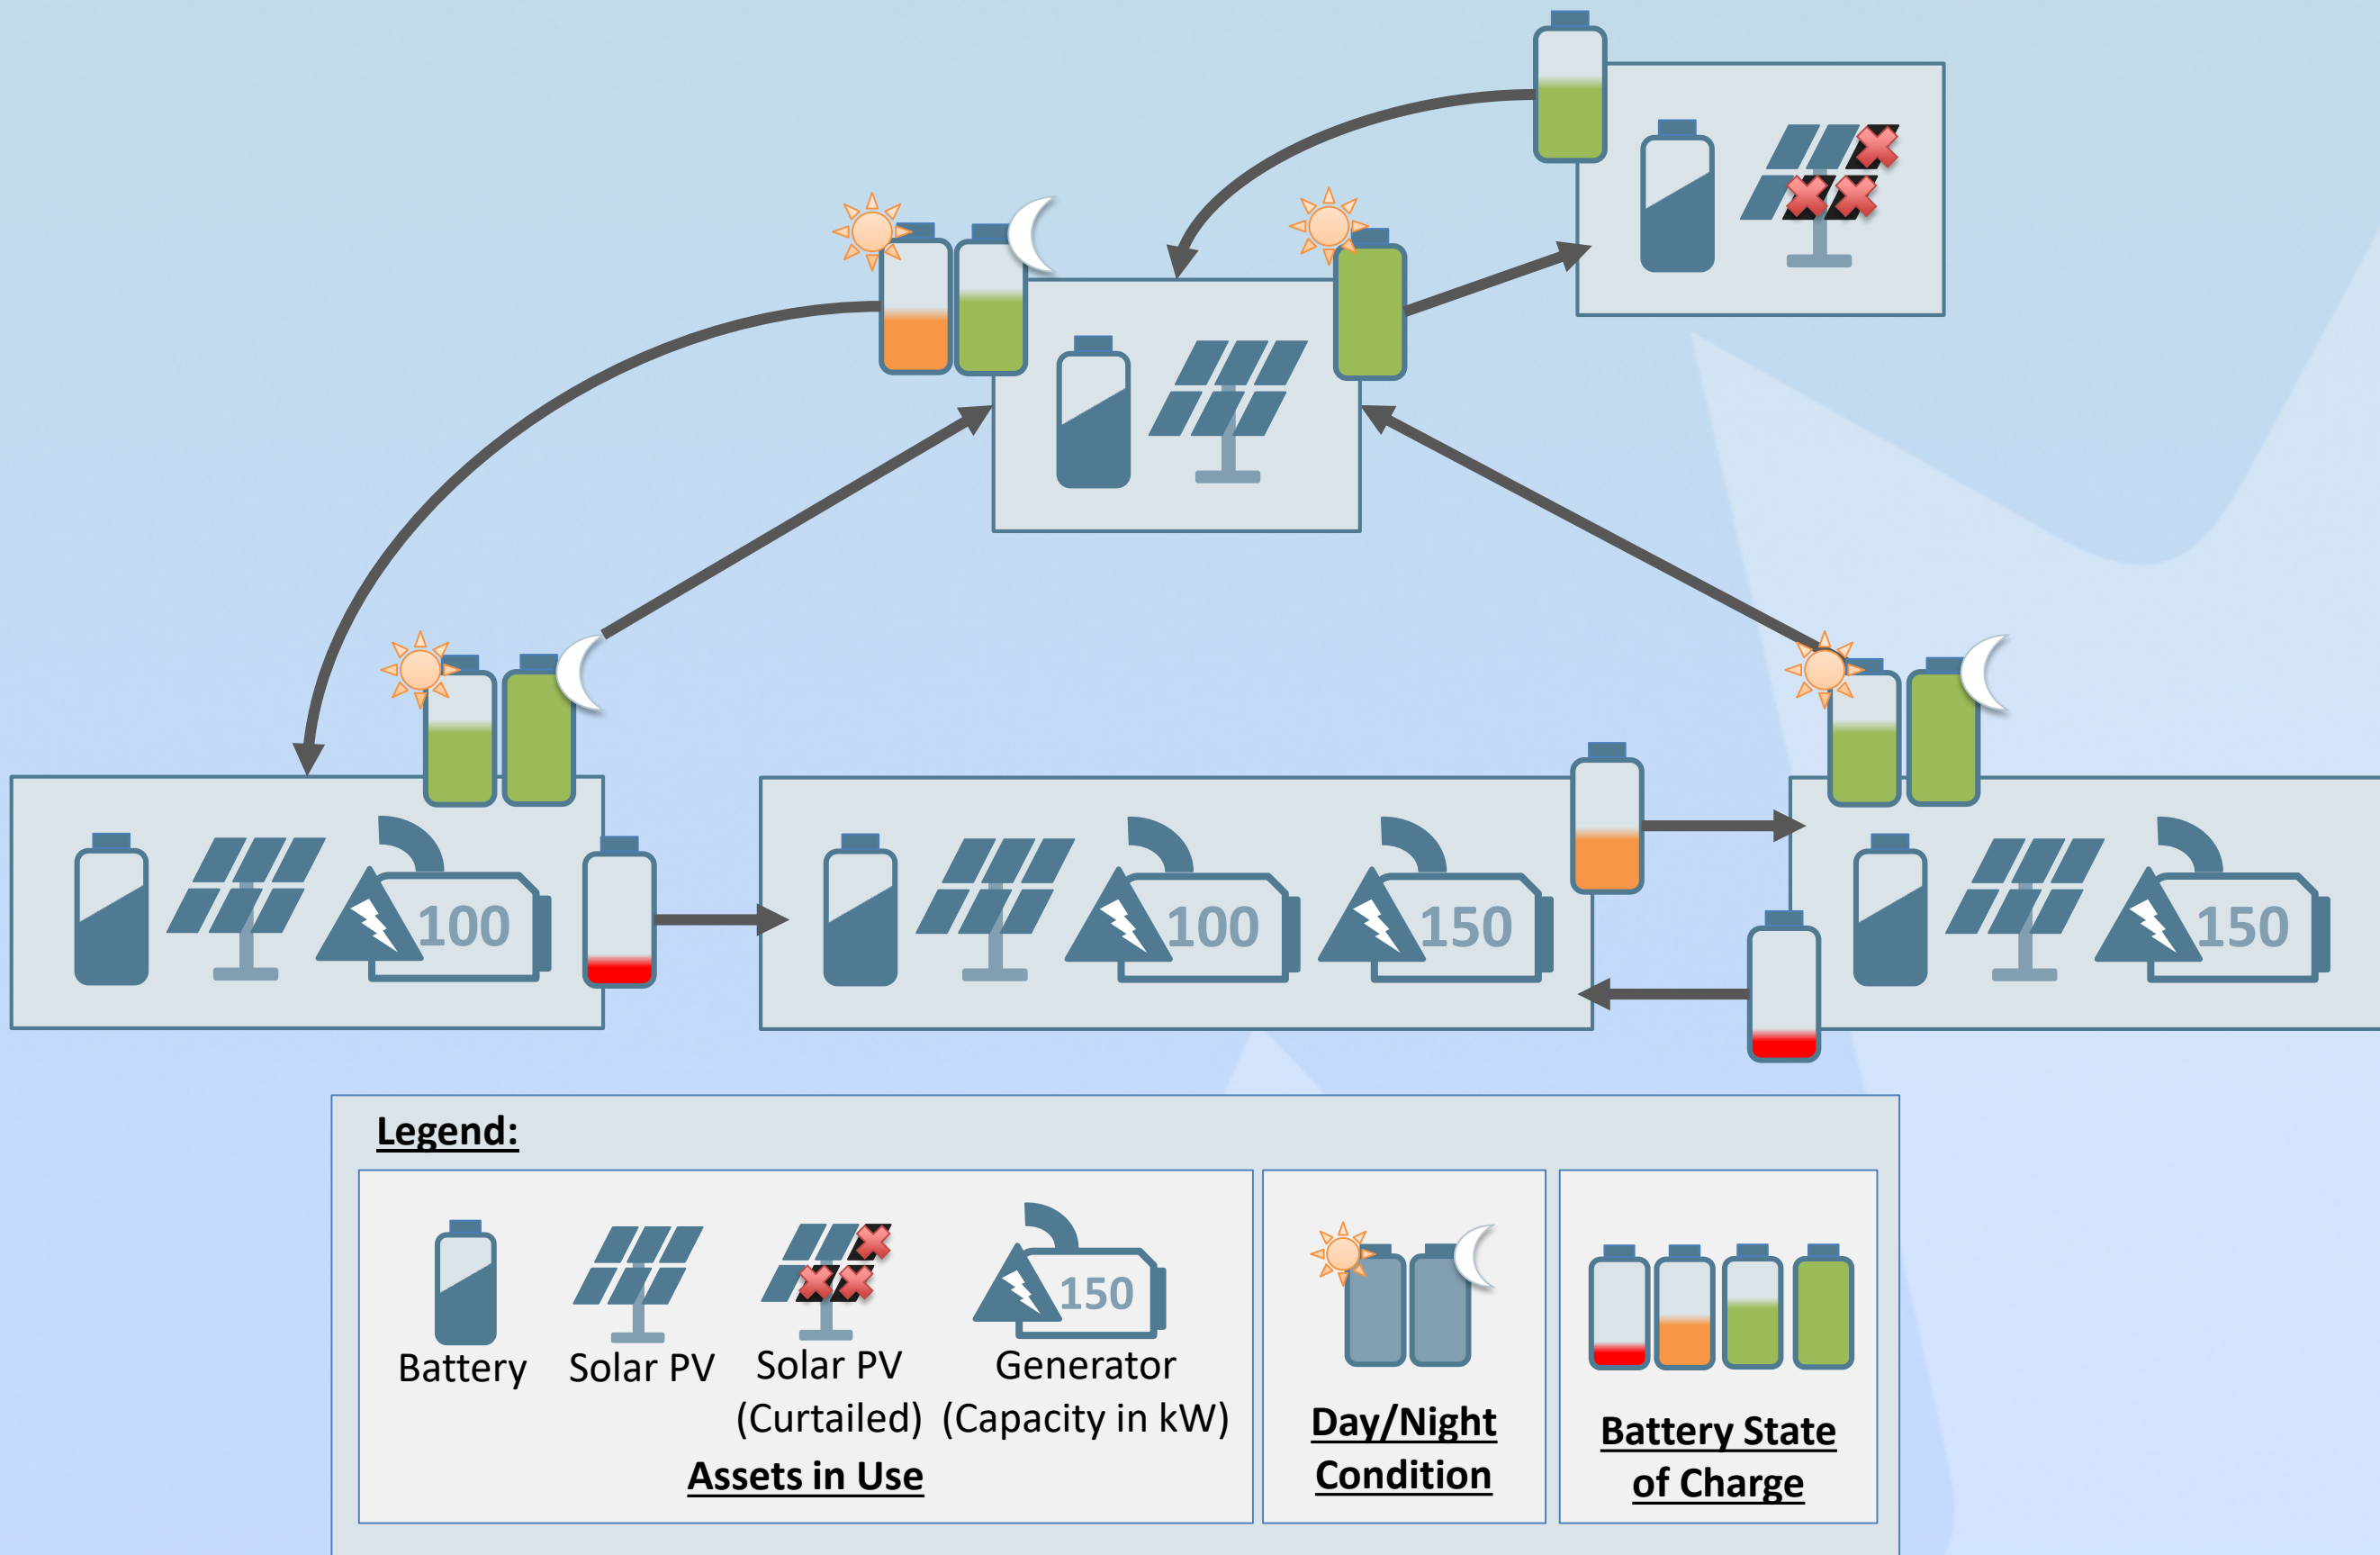 100
100
150
150
Legend:
150
Battery
Solar PV
Solar PV
(Curtailed)
Generator
(Capacity in kW)
Assets in Use
Day/Night
Condition
Battery State
of Charge